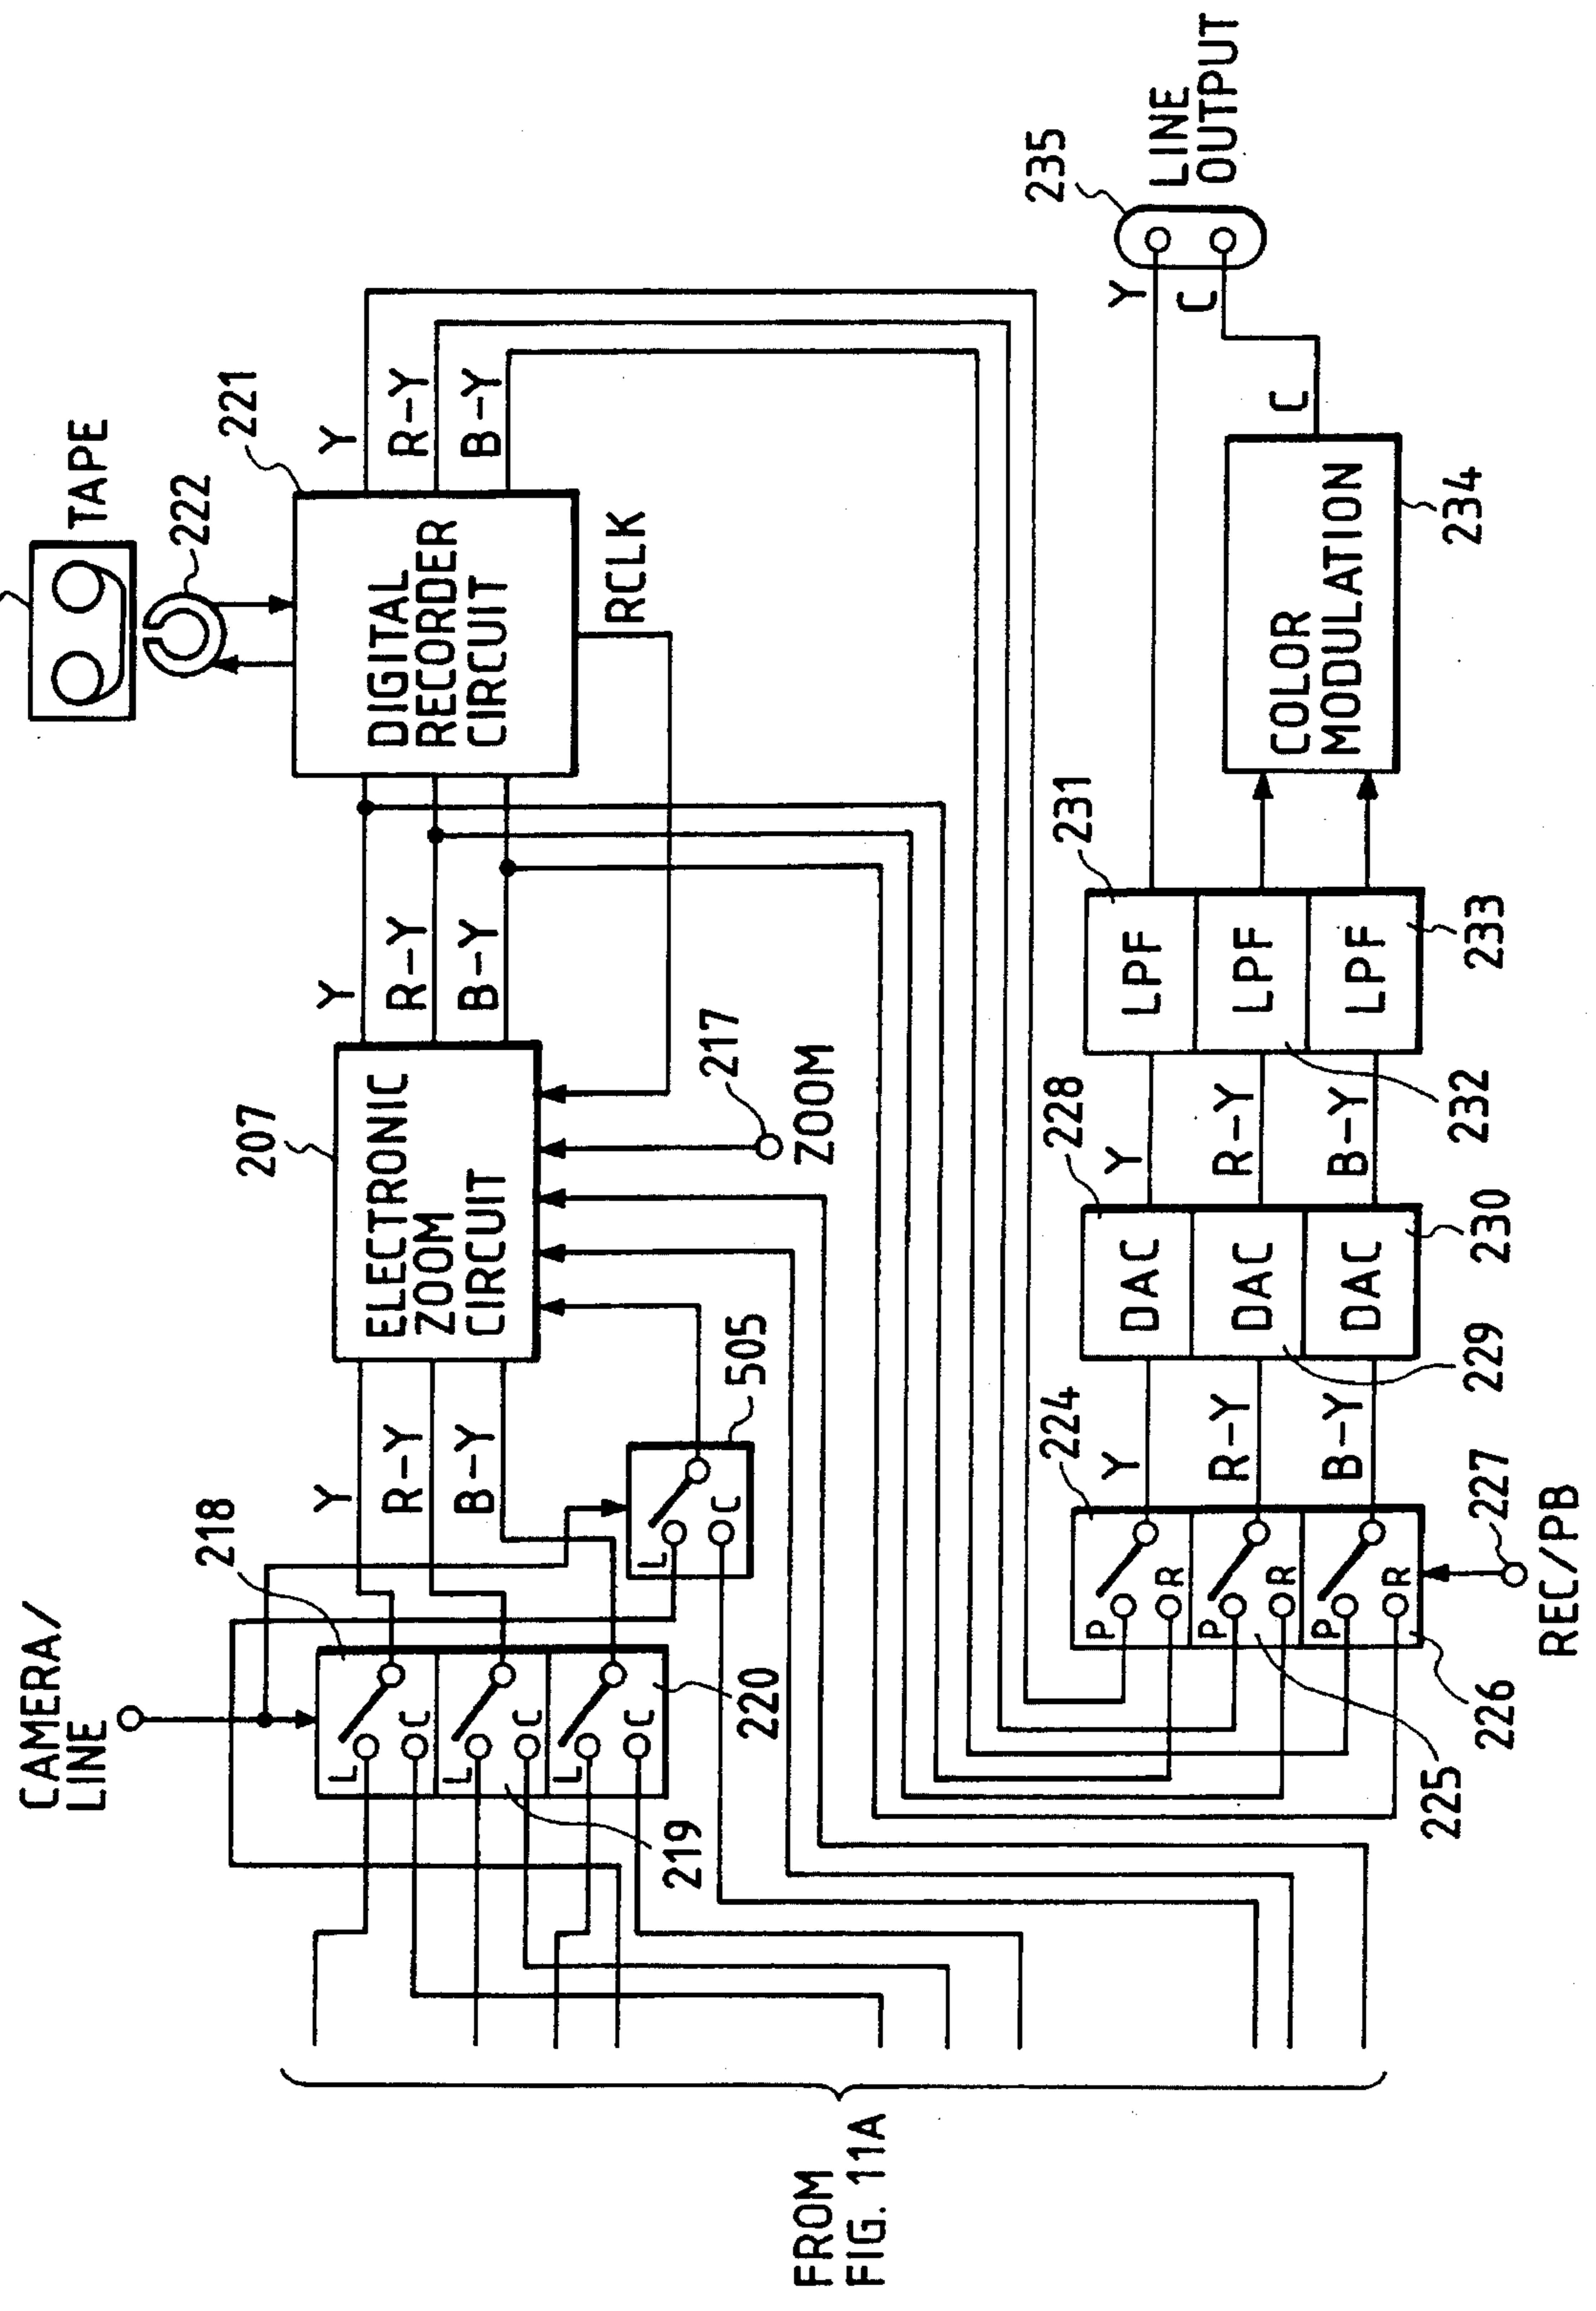 CAMERA/
LINE
218
L
C
L
C
L
C
219
220
Y
R-Y
B-Y
L
C
505
207
ELECTRONIC
ZOOM
CIRCUIT
217
ZOOM
Y
R-Y
B-Y
TAPE
222
221
DIGITAL
RECORDER
CIRCUIT
RCLK
Y
R-Y
B-Y
FROM
FIG. 11A
224
P
R
P
R
P
R
225
226
227
REC/PB
Y
R-Y
B-Y
228
DAC
DAC
DAC
229
230
Y
R-Y
B-Y
231
LPF
LPF
LPF
232
233
COLOR
MODULATION
234
C
Y
C
235
LINE
OUTPUT